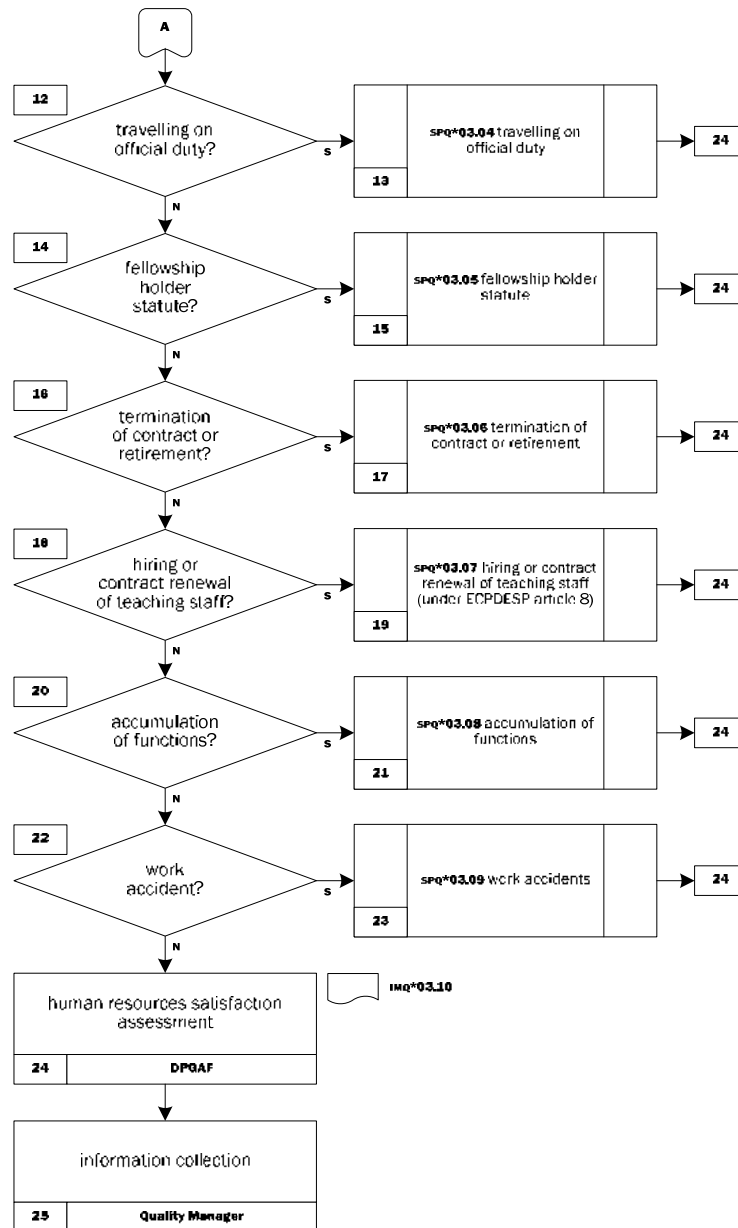 A
12
travelling on
official duty?
S
N
SPQ*03.04 travelling on
official duty
13
24
14
fellowship
holder
statute?
S
N
SPQ*03.05 fellowship holder
statute
15
24
16
termination
of contract or
retirement?
S
N
SPQ*03.06 termination of
contract or retirement
17
24
18
hiring or
contract renewal
of teaching staff?
S
N
SPQ*03.07 hiring or contract
renewal of teaching staff
(under ECPDESP article 8)
19
24
20
accumulation
of functions?
S
N
SPQ*03.08 accumulation of
functions
21
24
22
work
accident?
S
N
SPQ*03.09 work accidents
23
24
human resources satisfaction
assessment
24 DPGAF
IMQ*03.10
information collection
25 Quality Manager